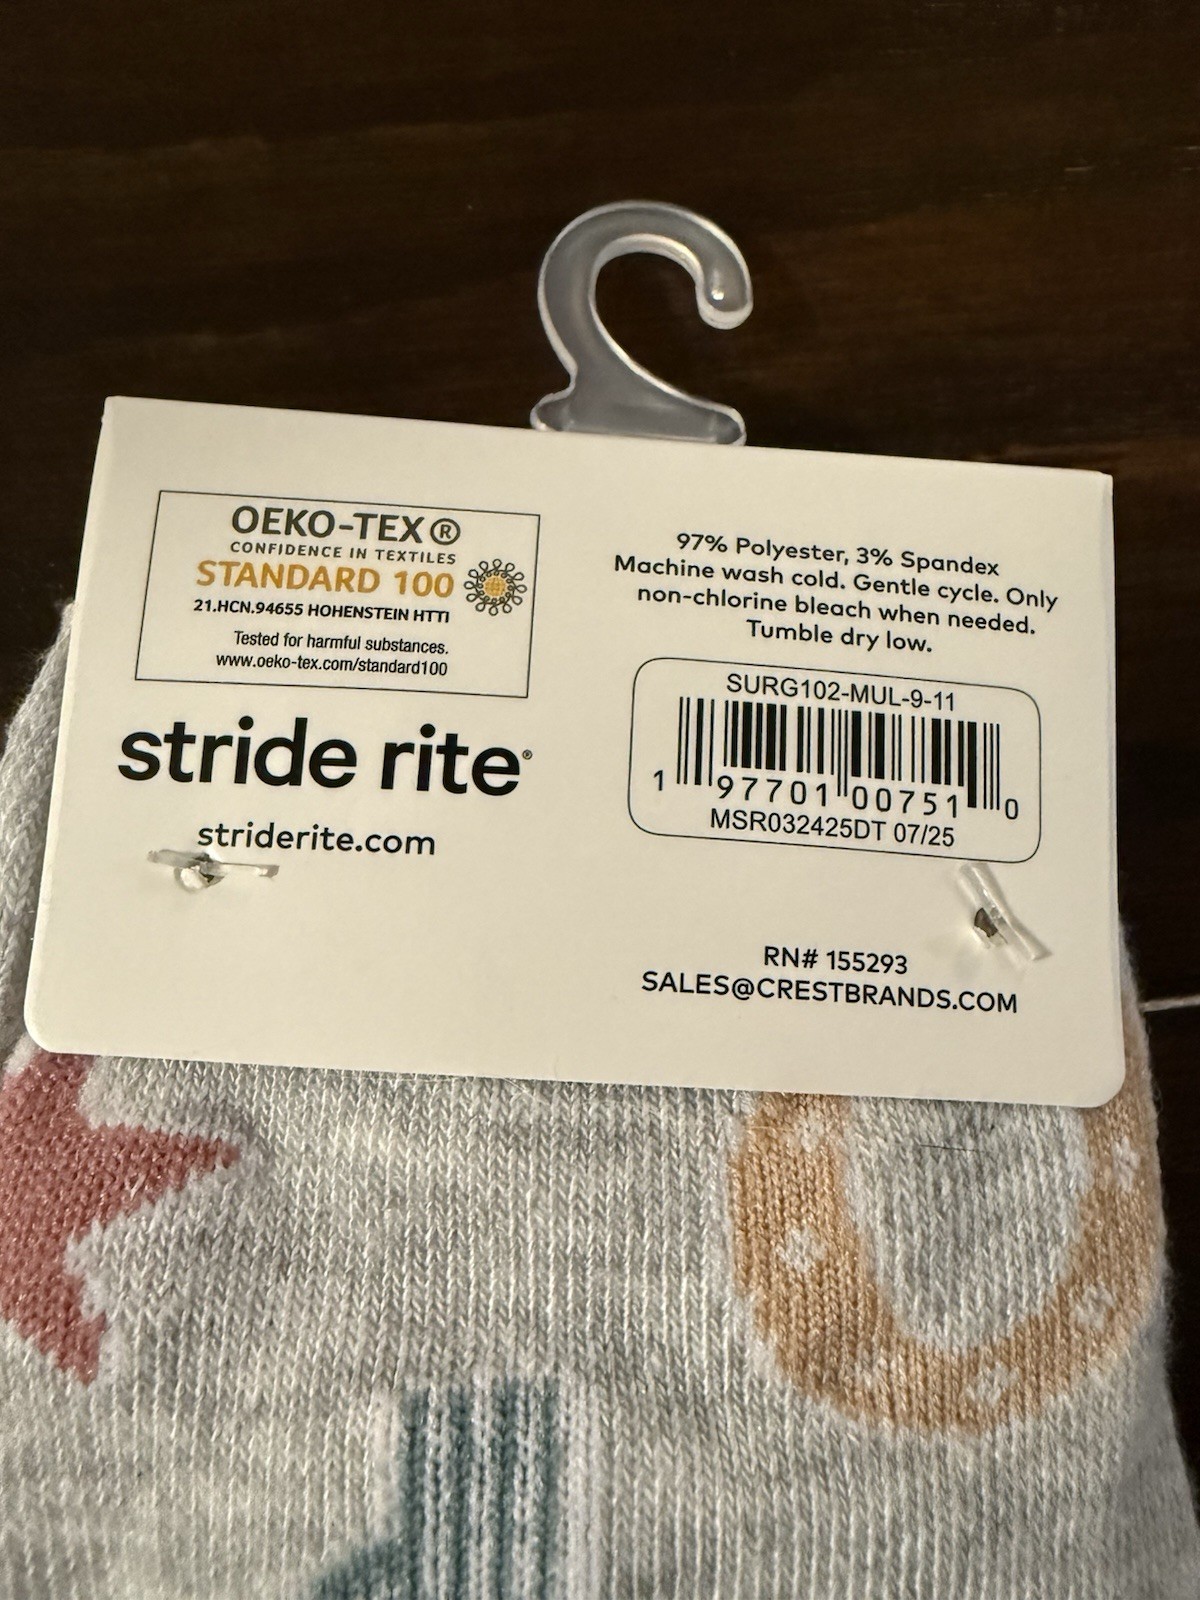 OEKO-TEX®
CONFIDENCE IN TEXTILES
STANDARD 100
21.HCN.94655 HOHENSTEIN HTTI
Tested for harmful substances.
www.oeko-tex.com/standard100
stride rite®
striderite.com
97% Polyester, 3% Spandex
Machine wash cold. Gentle cycle. Only
non-chlorine bleach when needed.
Tumble dry low.
SURG102-MUL-9-11
1 97701 00751 0
MSR032425DT 07/25
RN# 155293
SALES@CRESTBRANDS.COM